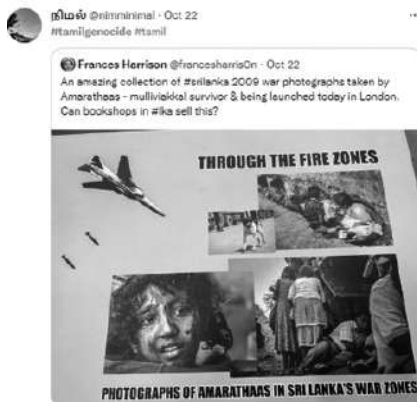 நிமல் @nimminimal · Oct 22
#tamilgenocide #tamil
Frances Harrison @francesharris0n · Oct 22
An amazing collection of #srilanka 2009 war photographs taken by
Amarathaas - mulliviakkal survivor & being launched today in London.
Can bookshops in #lka sell this?
THROUGH THE FIRE ZONES
PHOTOGRAPHS OF AMARATHAAS IN SRI LANKA'S WAR ZONES